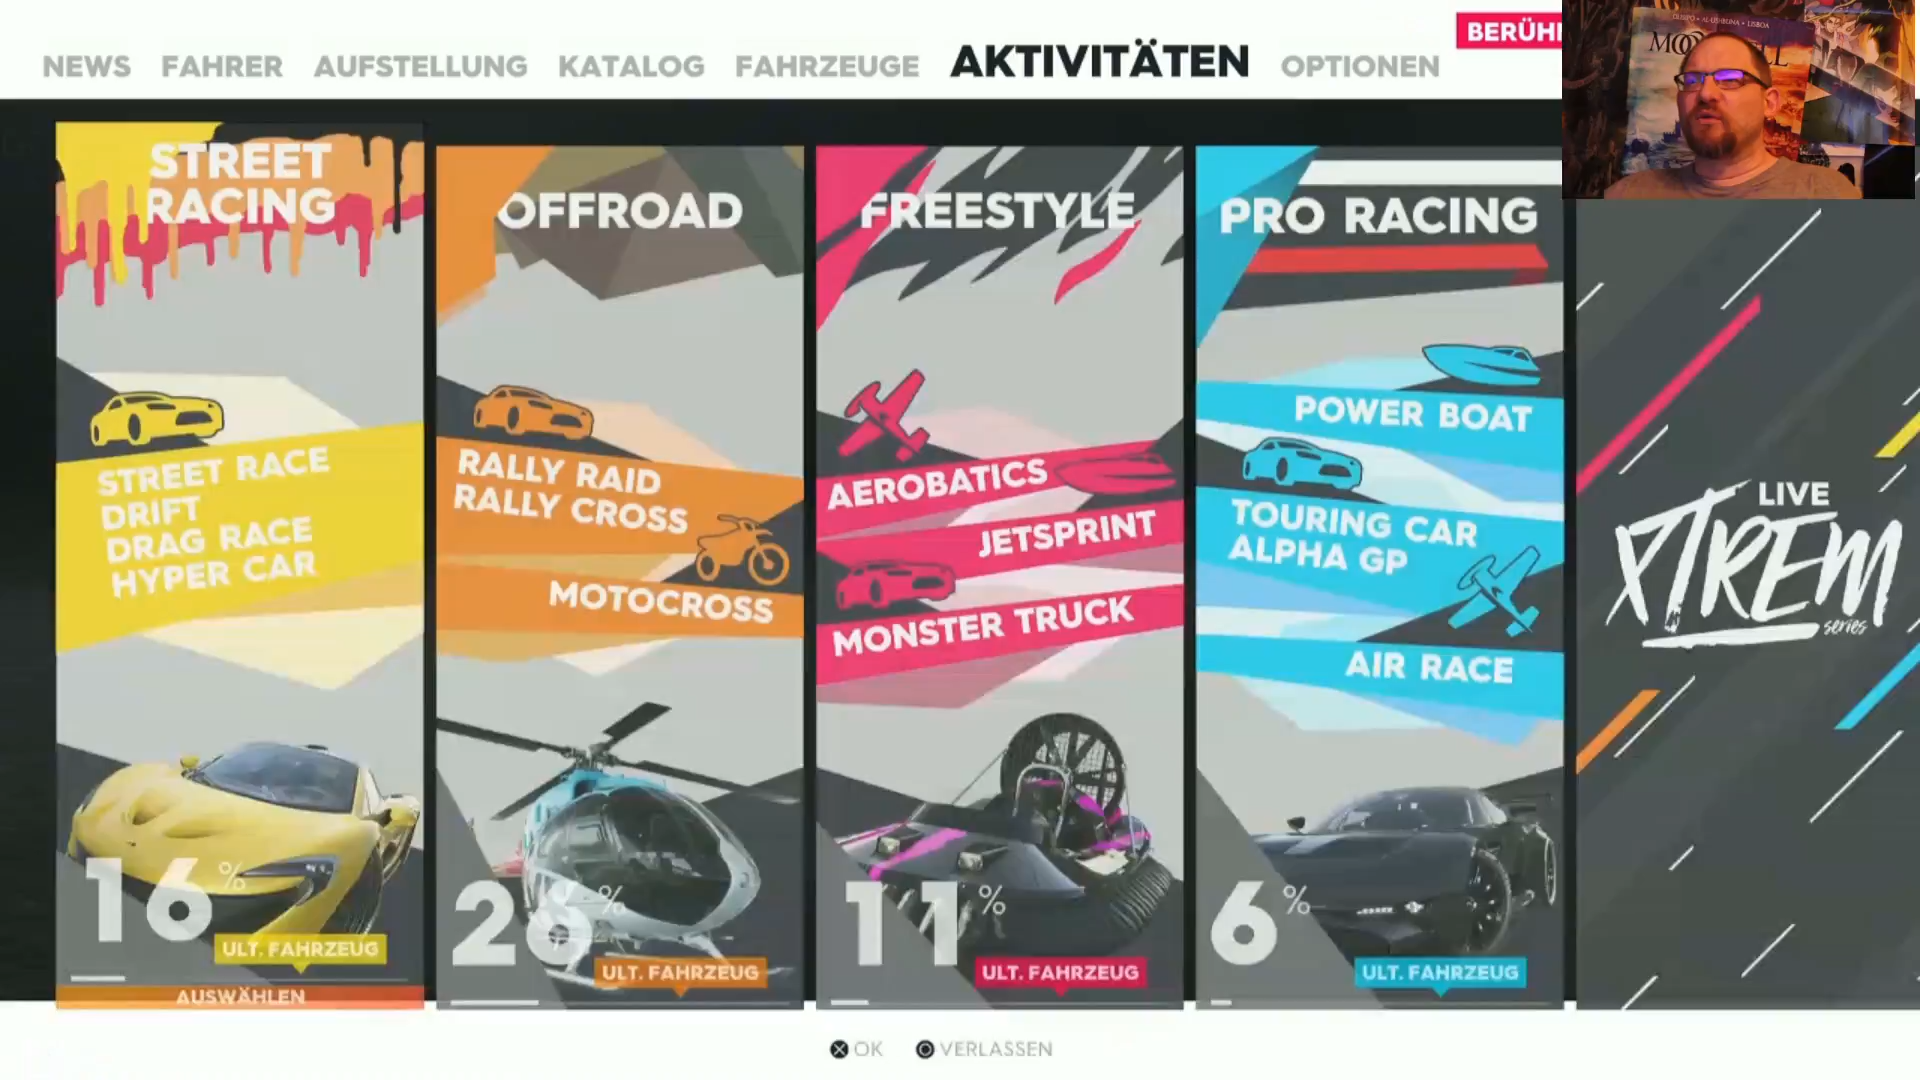 NEWS FAHRER AUFSTELLUNG KATALOG FAHRZEUGE AKTIVITÄTEN OPTIONEN
STREET
RACING
STREET RACE
DRIFT
DRAG RACE
HYPER CAR
16%
ULT. FAHRZEUG
AUSWÄHLEN
OFFROAD
RALLY RAID
RALLY CROSS
MOTOCROSS
26%
ULT. FAHRZEUG
FREESTYLE
AEROBATICS
JETSPRINT
MONSTER TRUCK
11%
ULT. FAHRZEUG
PRO RACING
POWER BOAT
TOURING CAR
ALPHA GP
AIR RACE
6%
ULT. FAHRZEUG
LIVE
XTREM
series
OK VERLASSEN